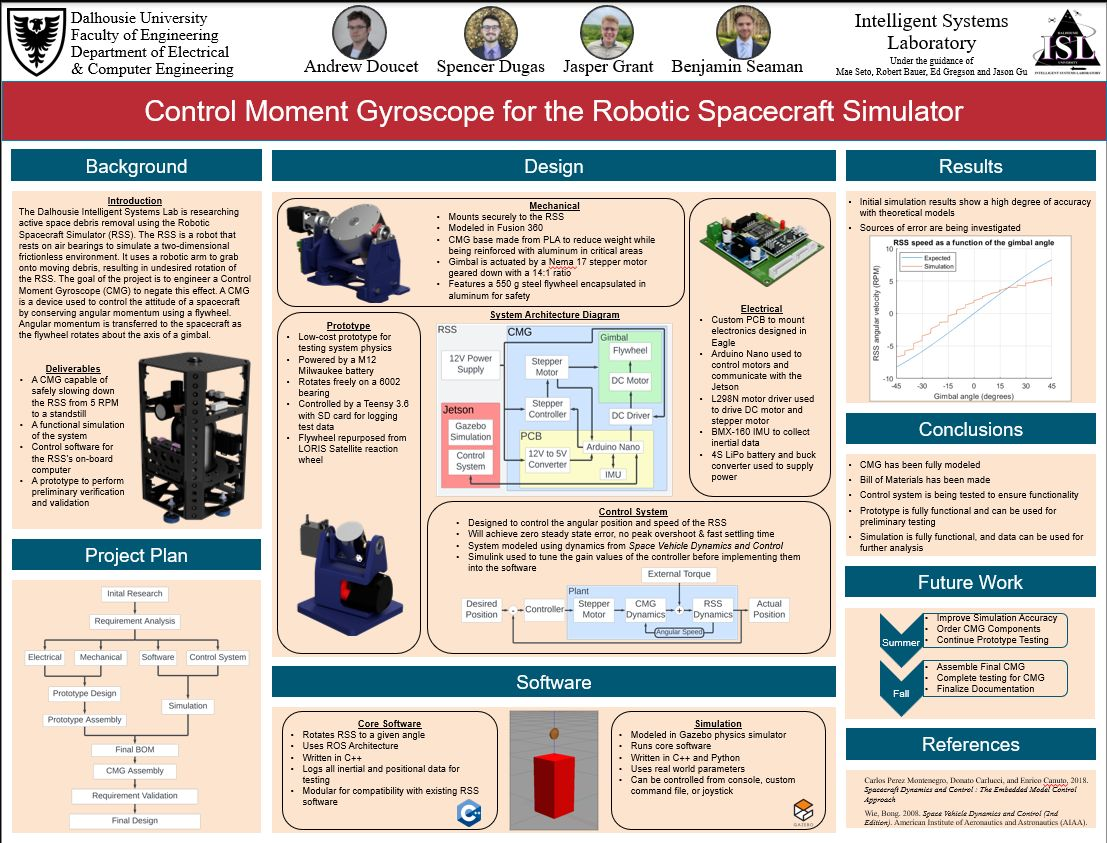 Dalhousie University
Faculty of Engineering
Department of Electrical
& Computer Engineering
Andrew Doucet
Spencer Dugas
Jasper Grant
Benjamin Seaman
Intelligent Systems
Laboratory
Under the guidance of
Mae Seto, Robert Bauer, Ed Gregson and Jason Gu
DALHOUSIE
ISL
UNIVERSITY
INTELLIGENT SYSTEMS LABORATORY
Control Moment Gyroscope for the Robotic Spacecraft Simulator
Background
Introduction
The Dalhousie Intelligent Systems Lab is researching
active space debris removal using the Robotic
Spacecraft Simulator (RSS). The RSS is a robot that
rests on air bearings to simulate a two-dimensional
frictionless environment. It uses a robotic arm to grab
onto moving debris, resulting in undesired rotation of
the RSS. The goal of the project is to engineer a Control
Moment Gyroscope (CMG) to negate this effect. A CMG
is a device used to control the attitude of a spacecraft
by conserving angular momentum using a flywheel.
Angular momentum is transferred to the spacecraft as
the flywheel rotates about the axis of a gimbal.
Deliverables
• A CMG capable of
safely slowing down
the RSS from 5 RPM
to a standstill
• A functional simulation
of the system
• Control software for
the RSS's on-board
computer
• A prototype to perform
preliminary verification
and validation
Project Plan
Inital Research
Requirement Analysis
Electrical
Mechanical
Software
Control System
Prototype Design
Simulation
Prototype Assembly
Final BOM
CMG Assembly
Requirement Validation
Final Design
Design
Mechanical
• Mounts securely to the RSS
• Modeled in Fusion 360
• CMG base made from PLA to reduce weight while
being reinforced with aluminum in critical areas
• Gimbal is actuated by a Nema 17 stepper motor
geared down with a 14:1 ratio
• Features a 550 g steel flywheel encapsulated in
aluminum for safety
Prototype
• Low-cost prototype for
testing system physics
• Powered by a M12
Milwaukee battery
• Rotates freely on a 6002
bearing
• Controlled by a Teensy 3.6
with SD card for logging
test data
• Flywheel repurposed from
LORIS Satellite reaction
wheel
System Architecture Diagram
RSS
CMG
Gimbal
12V Power
Supply
Stepper
Motor
Flywheel
DC Motor
Jetson
Gazebo
Simulation
Control
System
Stepper
Controller
DC Driver
PCB
12V to 5V
Converter
Arduino Nano
IMU
Electrical
• Custom PCB to mount
electronics designed in
Eagle
• Arduino Nano used to
control motors and
communicate with the
Jetson
• L298N motor driver used
to drive DC motor and
stepper motor
• BMX-160 IMU to collect
inertial data
• 4S LiPo battery and buck
converter used to supply
power
Control System
• Designed to control the angular position and speed of the RSS
• Will achieve zero steady state error, no peak overshoot & fast settling time
• System modeled using dynamics from Space Vehicle Dynamics and Control
• Simulink used to tune the gain values of the controller before implementing them
into the software
External Torque
Plant
Desired
Position
-
Controller
Stepper
Motor
CMG
Dynamics
+
RSS
Dynamics
Actual
Position
Angular Speed
Software
Core Software
• Rotates RSS to a given angle
• Uses ROS Architecture
• Written in C++
• Logs all inertial and positional data for
testing
• Modular for compatibility with existing RSS
software
C++
Simulation
• Modeled in Gazebo physics simulator
• Runs core software
• Written in C++ and Python
• Uses real world parameters
• Can be controlled from console, custom
command file, or joystick
GAZEBO
Results
• Initial simulation results show a high degree of accuracy
with theoretical models
• Sources of error are being investigated
RSS speed as a function of the gimbal angle
Expected
Simulation
RSS angular velocity (RPM)
10
5
0
-5
-10
-45 -30 -15 0 15 30 45
Gimbal angle (degrees)
Conclusions
• CMG has been fully modeled
• Bill of Materials has been made
• Control system is being tested to ensure functionality
• Prototype is fully functional and can be used for
preliminary testing
• Simulation is fully functional, and data can be used for
further analysis
Future Work
Summer
• Improve Simulation Accuracy
• Order CMG Components
• Continue Prototype Testing
Fall
• Assemble Final CMG
• Complete testing for CMG
• Finalize Documentation
References
Carlos Perez Montenegro, Donato Carlucci, and Enrico Canuto, 2018.
Spacecraft Dynamics and Control : The Embedded Model Control
Approach
Wie, Bong. 2008. Space Vehicle Dynamics and Control (2nd
Edition). American Institute of Aeronautics and Astronautics (AIAA).